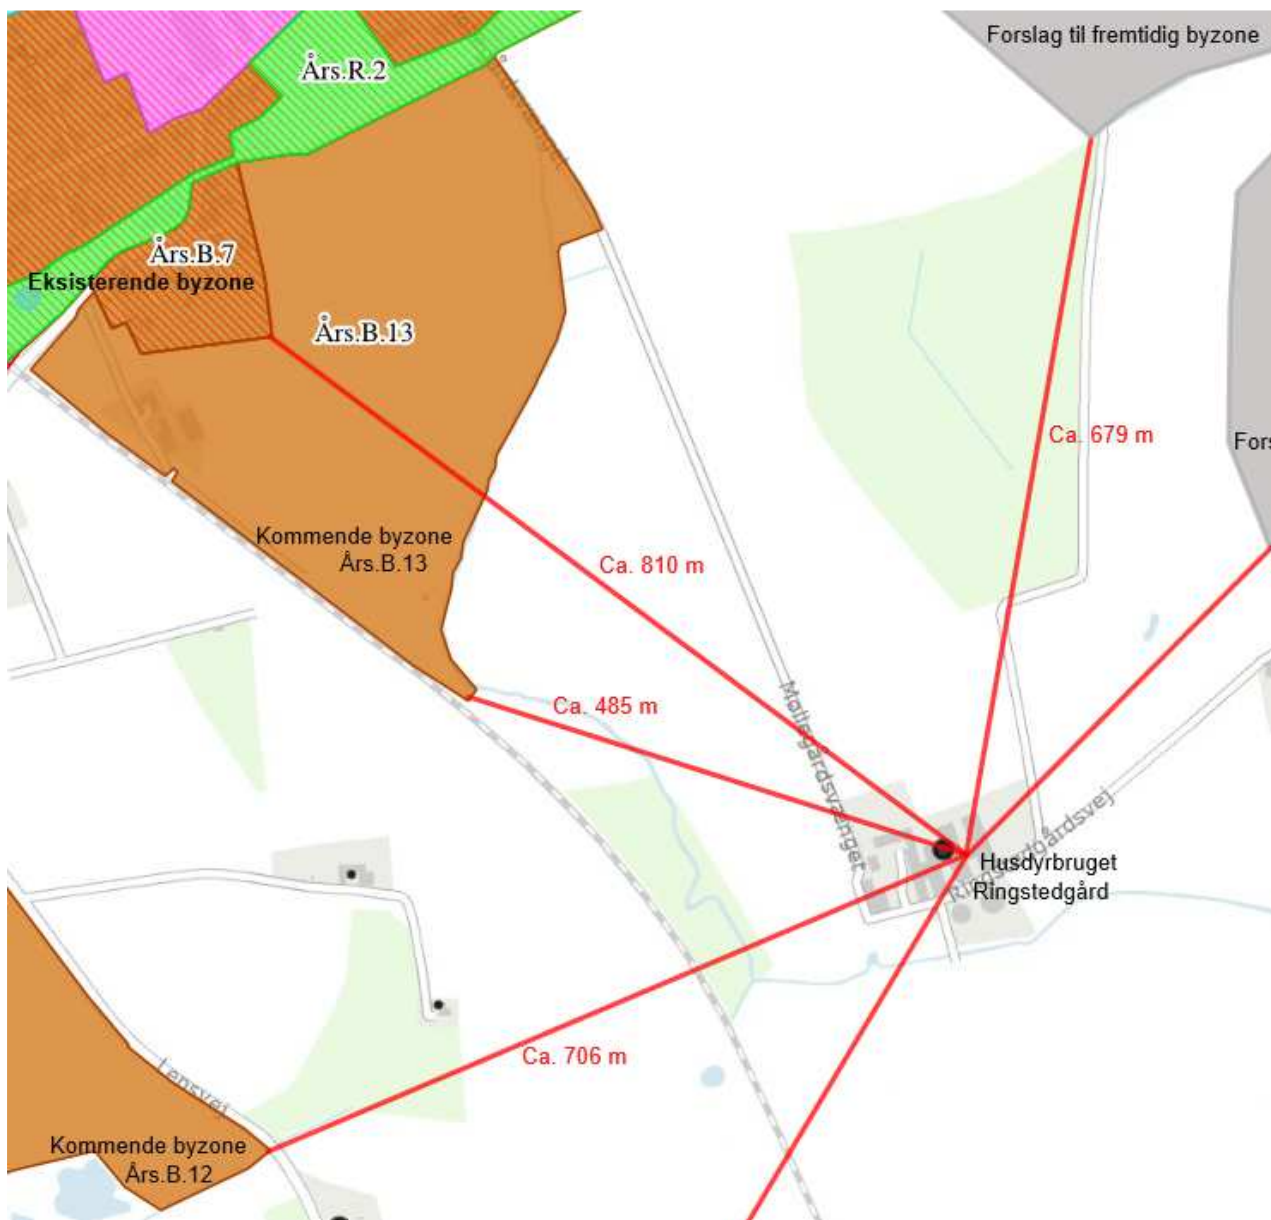 Forslag til fremtidig byzone
Års.R.2
Års.B.7
Eksisterende byzone
Års.B.13
Ca. 679 m
Fors
Kommende byzone
Års.B.13
Ca. 810 m
Ca. 485 m
Møllegårdsvænget
Ringstedgårdsvej
Husdyrbruget
Ringstedgård
Ca. 706 m
Lensvej
Kommende byzone
Års.B.12